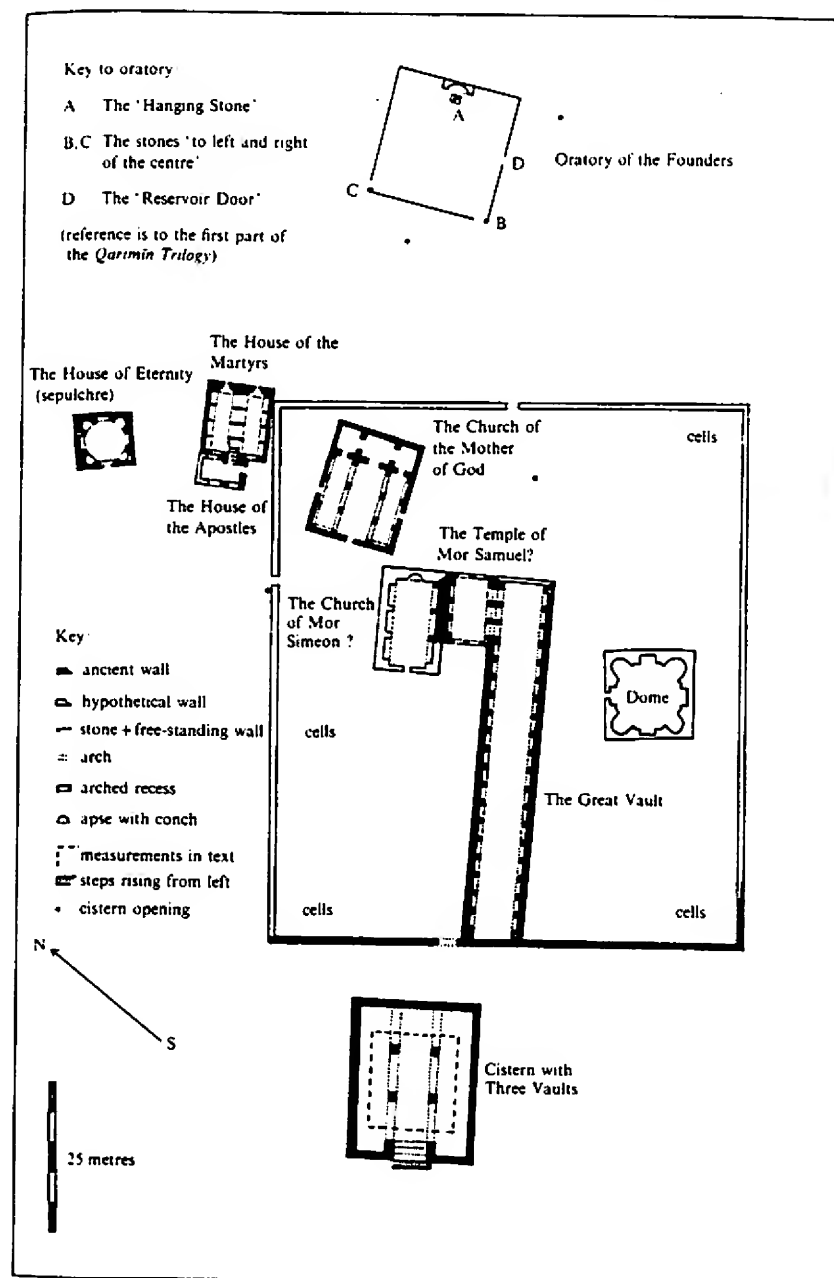 Key to oratory
A The 'Hanging Stone'
B.C The stones 'to left and right
of the centre'
D The 'Reservoir Door'
(reference is to the first part of
the Qartmin Trilogy)
A
D
C
B
Oratory of the Founders
The House of the
Martyrs
The House of Eternity
(sepulchre)
The House of
the Apostles
The Church of
the Mother
of God
cells
The Temple of
Mor Samuel?
The Church
of Mor
Simeon ?
Dome
cells
The Great Vault
cells
cells
Key
ancient wall
hypothetical wall
stone + free-standing wall
arch
arched recess
apse with conch
measurements in text
steps rising from left
cistern opening
N
S
25 metres
Cistern with
Three Vaults